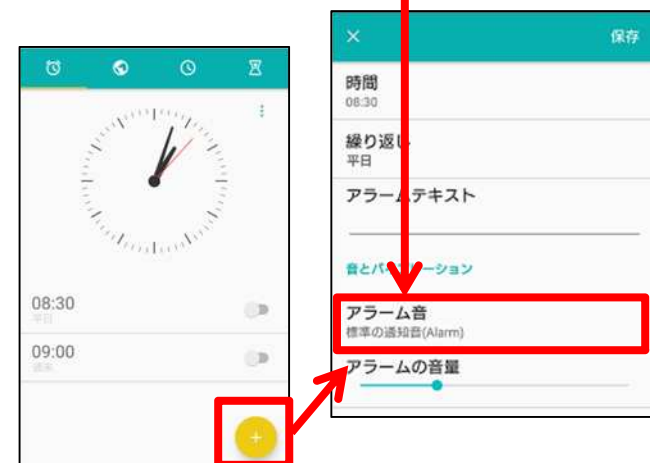 08:30
平日
09:00
週末
+
× 保存
時間
08:30
繰り返し
平日
アラームテキスト
音とバイブレーション
アラーム音
標準の通知音(Alarm)
アラームの音量